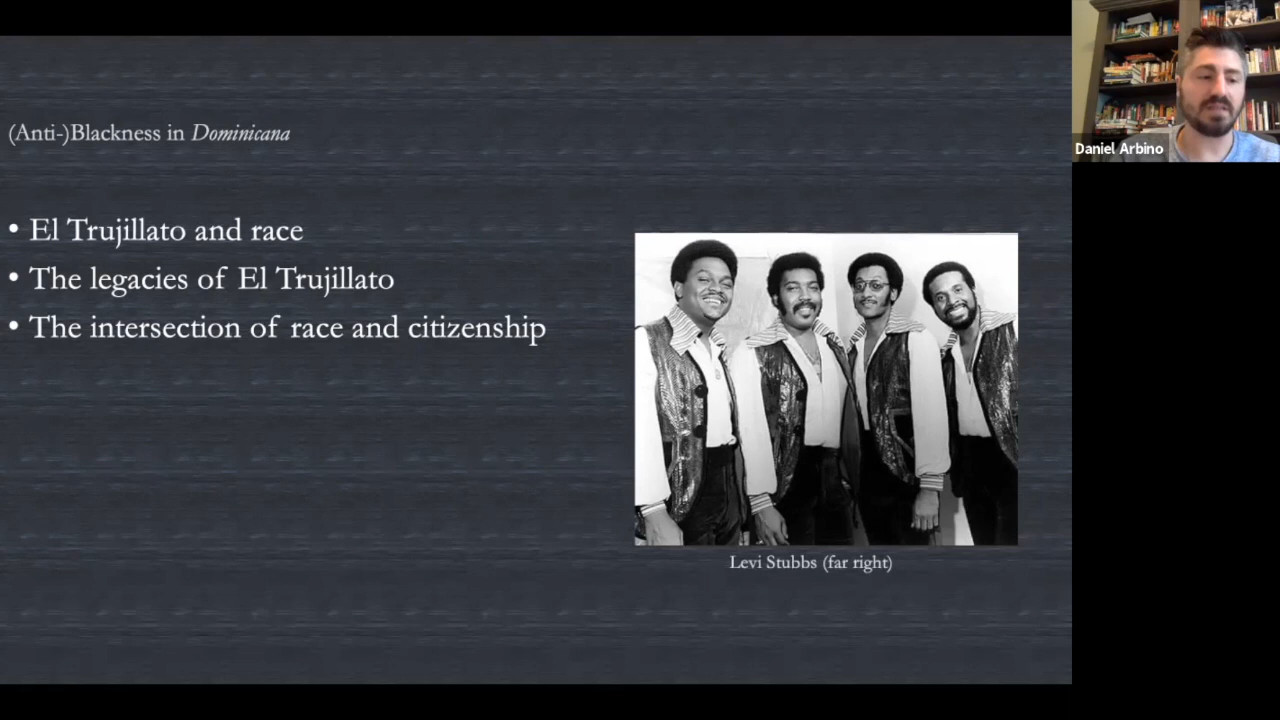 (Anti-)Blackness in Dominicana
• El Trujillato and race
• The legacies of El Trujillato
• The intersection of race and citizenship
Levi Stubbs (far right)
Daniel Arbino